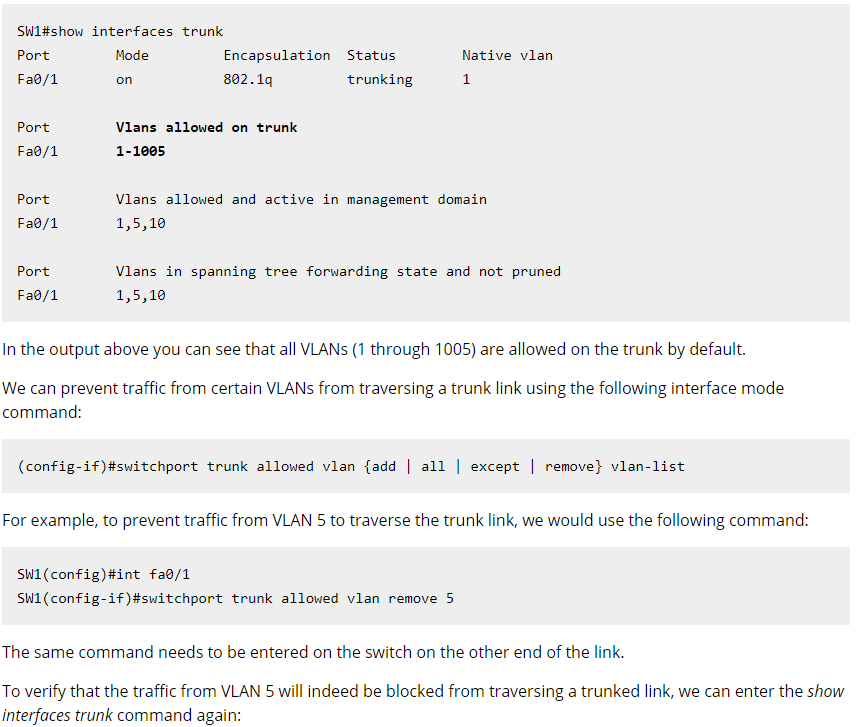 SW1#show interfaces trunk
Port Mode Encapsulation Status Native vlan
Fa0/1 on 802.1q trunking 1
Port Vlans allowed on trunk
Fa0/1 1-1005
Port Vlans allowed and active in management domain
Fa0/1 1,5,10
Port Vlans in spanning tree forwarding state and not pruned
Fa0/1 1,5,10
In the output above you can see that all VLANs (1 through 1005) are allowed on the trunk by default.
We can prevent traffic from certain VLANs from traversing a trunk link using the following interface mode
command:
(config-if)#switchport trunk allowed vlan {add | all | except | remove} vlan-list
For example, to prevent traffic from VLAN 5 to traverse the trunk link, we would use the following command:
SW1(config)#int fa0/1
SW1(config-if)#switchport trunk allowed vlan remove 5
The same command needs to be entered on the switch on the other end of the link.
To verify that the traffic from VLAN 5 will indeed be blocked from traversing a trunked link, we can enter the show
interfaces trunk command again: